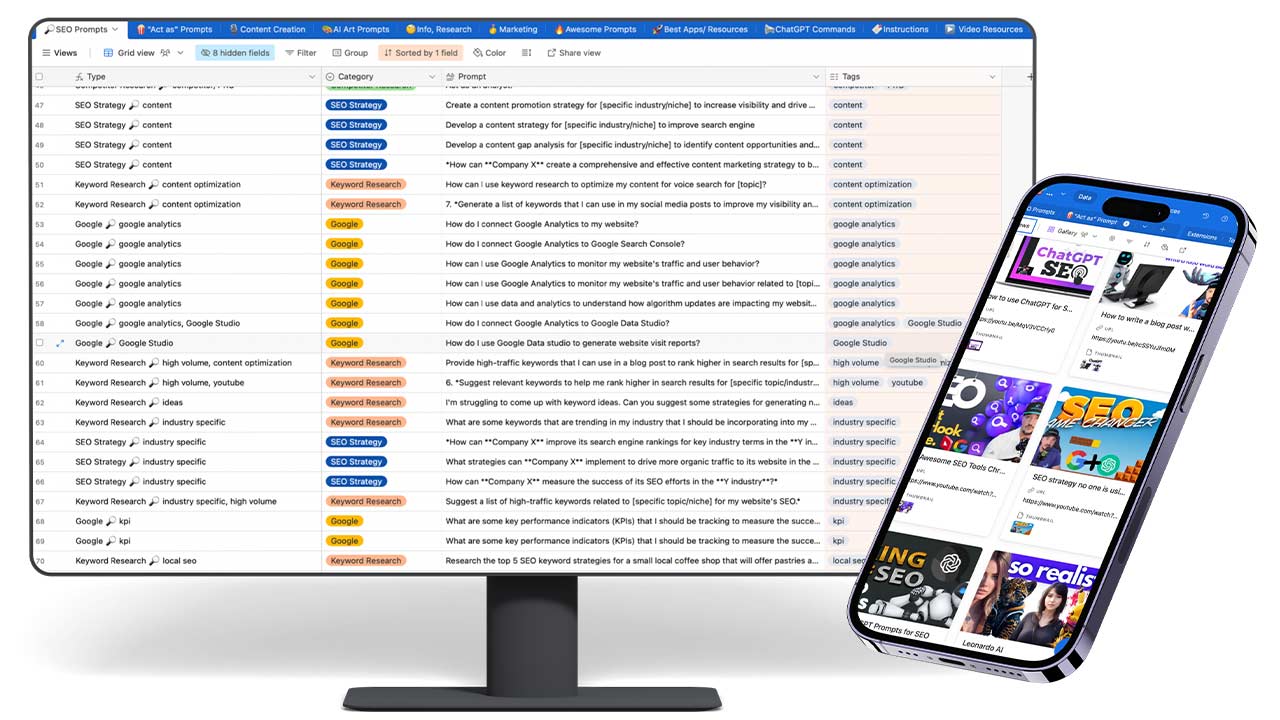 SEO Prompts "Act as" Prompts Content Creation AI Art Prompts Info, Research Marketing Awesome Prompts Best Apps/ Resources ChatGPT Commands Instructions Video Resources
Views Grid view 8 hidden fields Filter Group Sorted by 1 field Color Share view
Type Category Prompt Tags
47 SEO Strategy 🔎 content SEO Strategy Create a content promotion strategy for [specific industry/niche] to increase visibility and drive ... content
48 SEO Strategy 🔎 content SEO Strategy Develop a content strategy for [specific industry/niche] to improve search engine content
49 SEO Strategy 🔎 content SEO Strategy Develop a content gap analysis for [specific industry/niche] to identify content opportunities and... content
50 SEO Strategy 🔎 content SEO Strategy *How can **Company X** create a comprehensive and effective content marketing strategy to b... content
51 Keyword Research 🔎 content optimization Keyword Research How can I use keyword research to optimize my content for voice search for [topic]? content optimization
52 Keyword Research 🔎 content optimization Keyword Research 7. *Generate a list of keywords that I can use in my social media posts to improve my visibility an... content optimization
53 Google 🔎 google analytics Google How do I connect Google Analytics to my website? google analytics
54 Google 🔎 google analytics Google How do I connect Google Analytics to Google Search Console? google analytics
55 Google 🔎 google analytics Google How can I use Google Analytics to monitor my website's traffic and user behavior? google analytics
56 Google 🔎 google analytics Google How can I use Google Analytics to monitor my website's traffic and user behavior related to [topi... google analytics
57 Google 🔎 google analytics Google How can I use data and analytics to understand how algorithm updates are impacting my websit... google analytics
58 Google 🔎 google analytics, Google Studio Google How do I connect Google Analytics to Google Data Studio? google analytics Google Studio
Google 🔎 Google Studio Google How do I use Google Data studio to generate website visit reports? Google Studio
Google Studio
60 Keyword Research 🔎 high volume, content optimization Keyword Research Provide high-traffic keywords that I can use in a blog post to rank higher in search results for [sp... high volume
61 Keyword Research 🔎 high volume, youtube Keyword Research 6. *Suggest relevant keywords to help me rank higher in search results for [specific topic/industr... high volume youtube
62 Keyword Research 🔎 ideas Keyword Research I'm struggling to come up with keyword ideas. Can you suggest some strategies for generating n... ideas
63 Keyword Research 🔎 industry specific Keyword Research What are some keywords that are trending in my industry that I should be incorporating into my ... industry specific
64 SEO Strategy 🔎 industry specific SEO Strategy *How can **Company X** improve its search engine rankings for key industry terms in the **Y in... industry specific
65 SEO Strategy 🔎 industry specific SEO Strategy What strategies can **Company X** implement to drive more organic traffic to its website in the ... industry specific
66 SEO Strategy 🔎 industry specific SEO Strategy How can **Company X** measure the success of its SEO efforts in the **Y industry**?* industry specific
67 Keyword Research 🔎 industry specific, high volume Keyword Research Suggest a list of high-traffic keywords related to [specific topic/niche] for my website's SEO.* industry specific
68 Google 🔎 kpi Google What are some key performance indicators (KPIs) that I should be tracking to measure the succe... kpi
69 Google 🔎 kpi Google What are some key performance indicators (KPIs) that I should be tracking to measure the succe... kpi
70 Keyword Research 🔎 local seo Keyword Research Research the top 5 SEO keyword strategies for a small local coffee shop that will offer pastries a... local seo
Data
Prompts "Act as" Prompt Extensions
Gallery
ChatGPT
SEO
to use ChatGPT for S...
URL
THUMBNAIL
How to write a blog post w...
URL
THUMBNAIL
Awesome SEO Tools Chr...
URL
THUMBNAIL
SEO
CHANGER
G+
SEO strategy no one is usi...
URL
https://www.youtube.com/watch?...
THUMBNAIL
SEO
Prompts for SEO
so realis
Leonardo AI